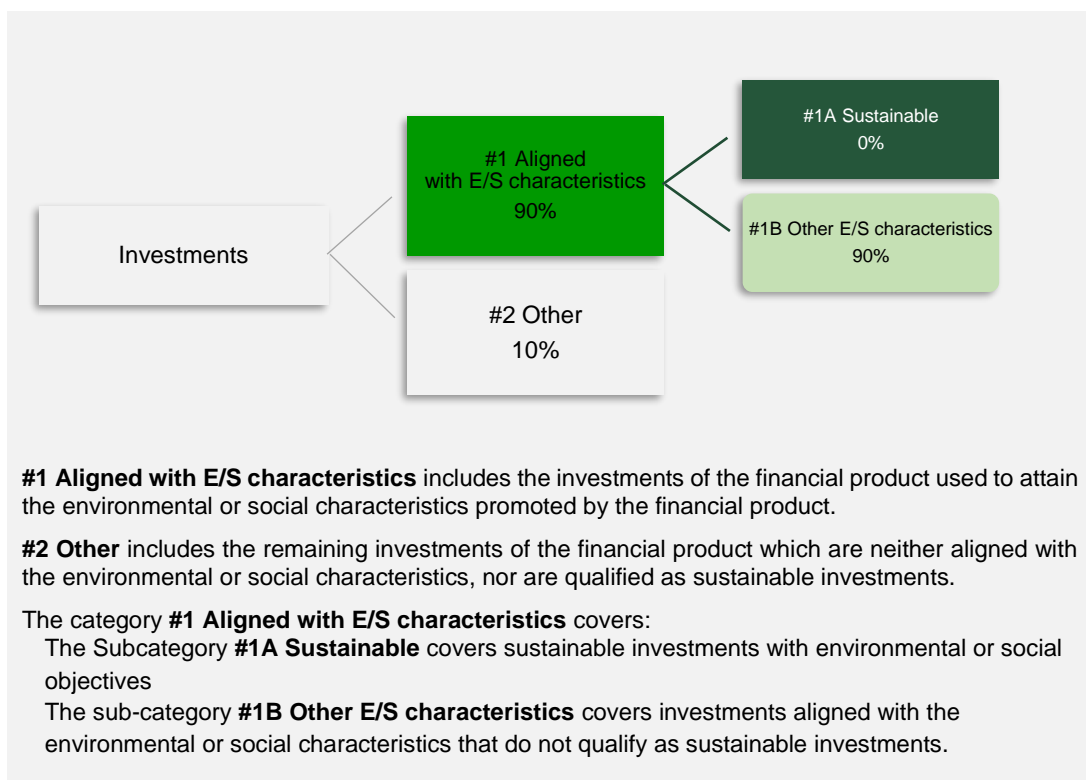 #1A Sustainable
0%
#1 Aligned
with E/S characteristics
90%
#1B Other E/S characteristics
90%
Investments
#2 Other
10%
#1 Aligned with E/S characteristics includes the investments of the financial product used to attain
the environmental or social characteristics promoted by the financial product.
#2 Other includes the remaining investments of the financial product which are neither aligned with
the environmental or social characteristics, nor are qualified as sustainable investments.
The category #1 Aligned with E/S characteristics covers:
The Subcategory #1A Sustainable covers sustainable investments with environmental or social
objectives
The sub-category #1B Other E/S characteristics covers investments aligned with the
environmental or social characteristics that do not qualify as sustainable investments.